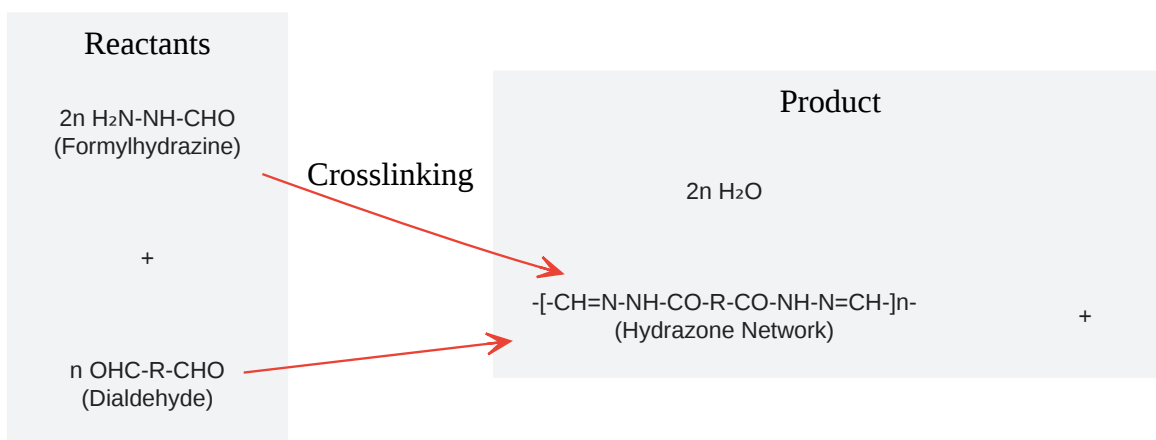 Reactants
2n H₂N-NH-CHO
(Formylhydrazine)
+
n OHC-R-CHO
(Dialdehyde)
Crosslinking
Product
2n H₂O
-[-CH=N-NH-CO-R-CO-NH-N=CH-]n-
(Hydrazone Network)
+